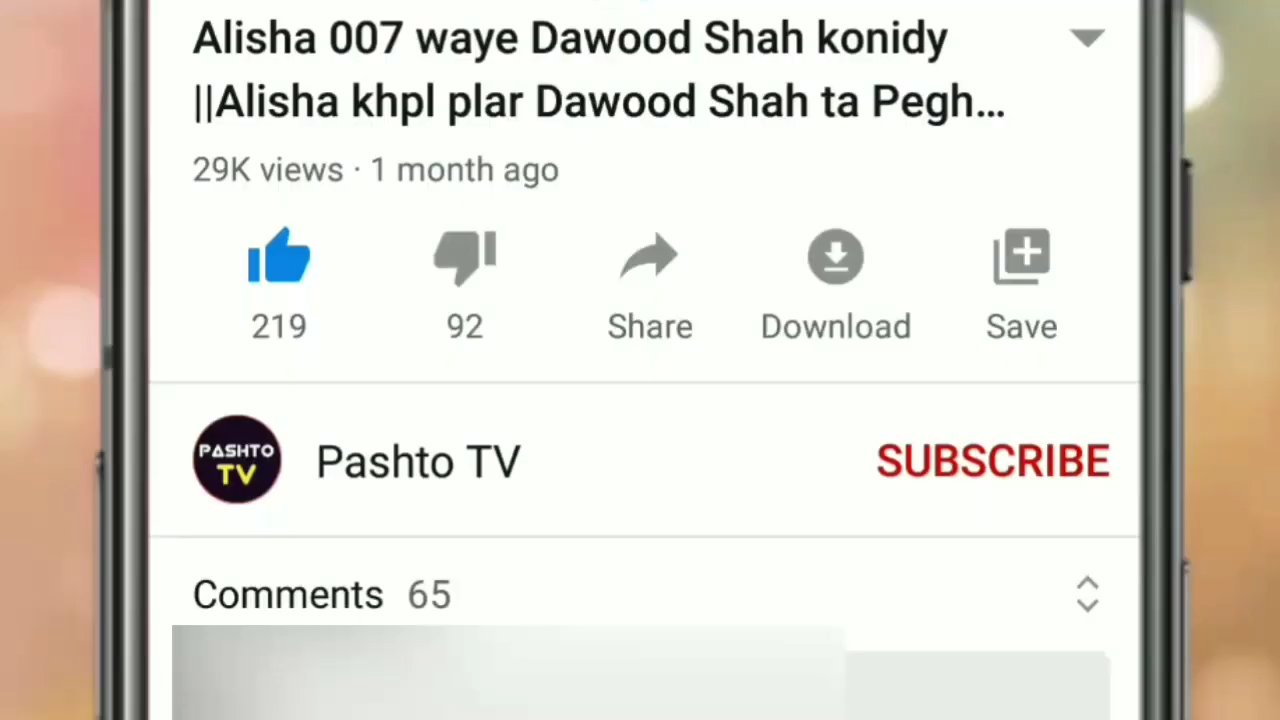 Alisha 007 waye Dawood Shah konidy
||Alisha khpl plar Dawood Shah ta Pegh...
29K views · 1 month ago
219 92 Share Download Save
PASHTO
TV
Pashto TV SUBSCRIBE
Comments 65